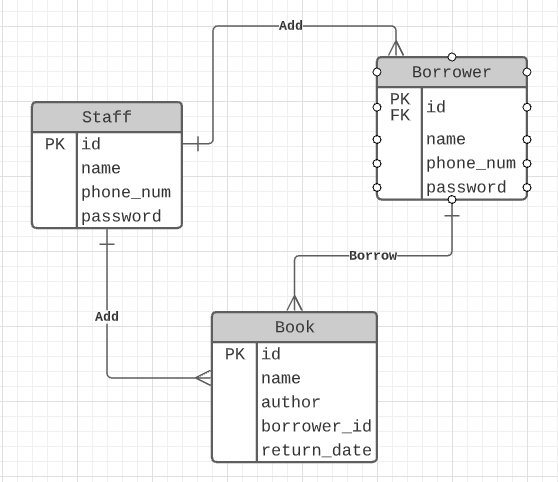 Add
Borrower
PK
FK
id
name
phone_num
password
Staff
PK id
name
phone_num
password
Borrow
Add
Book
PK id
name
author
borrower_id
return_date